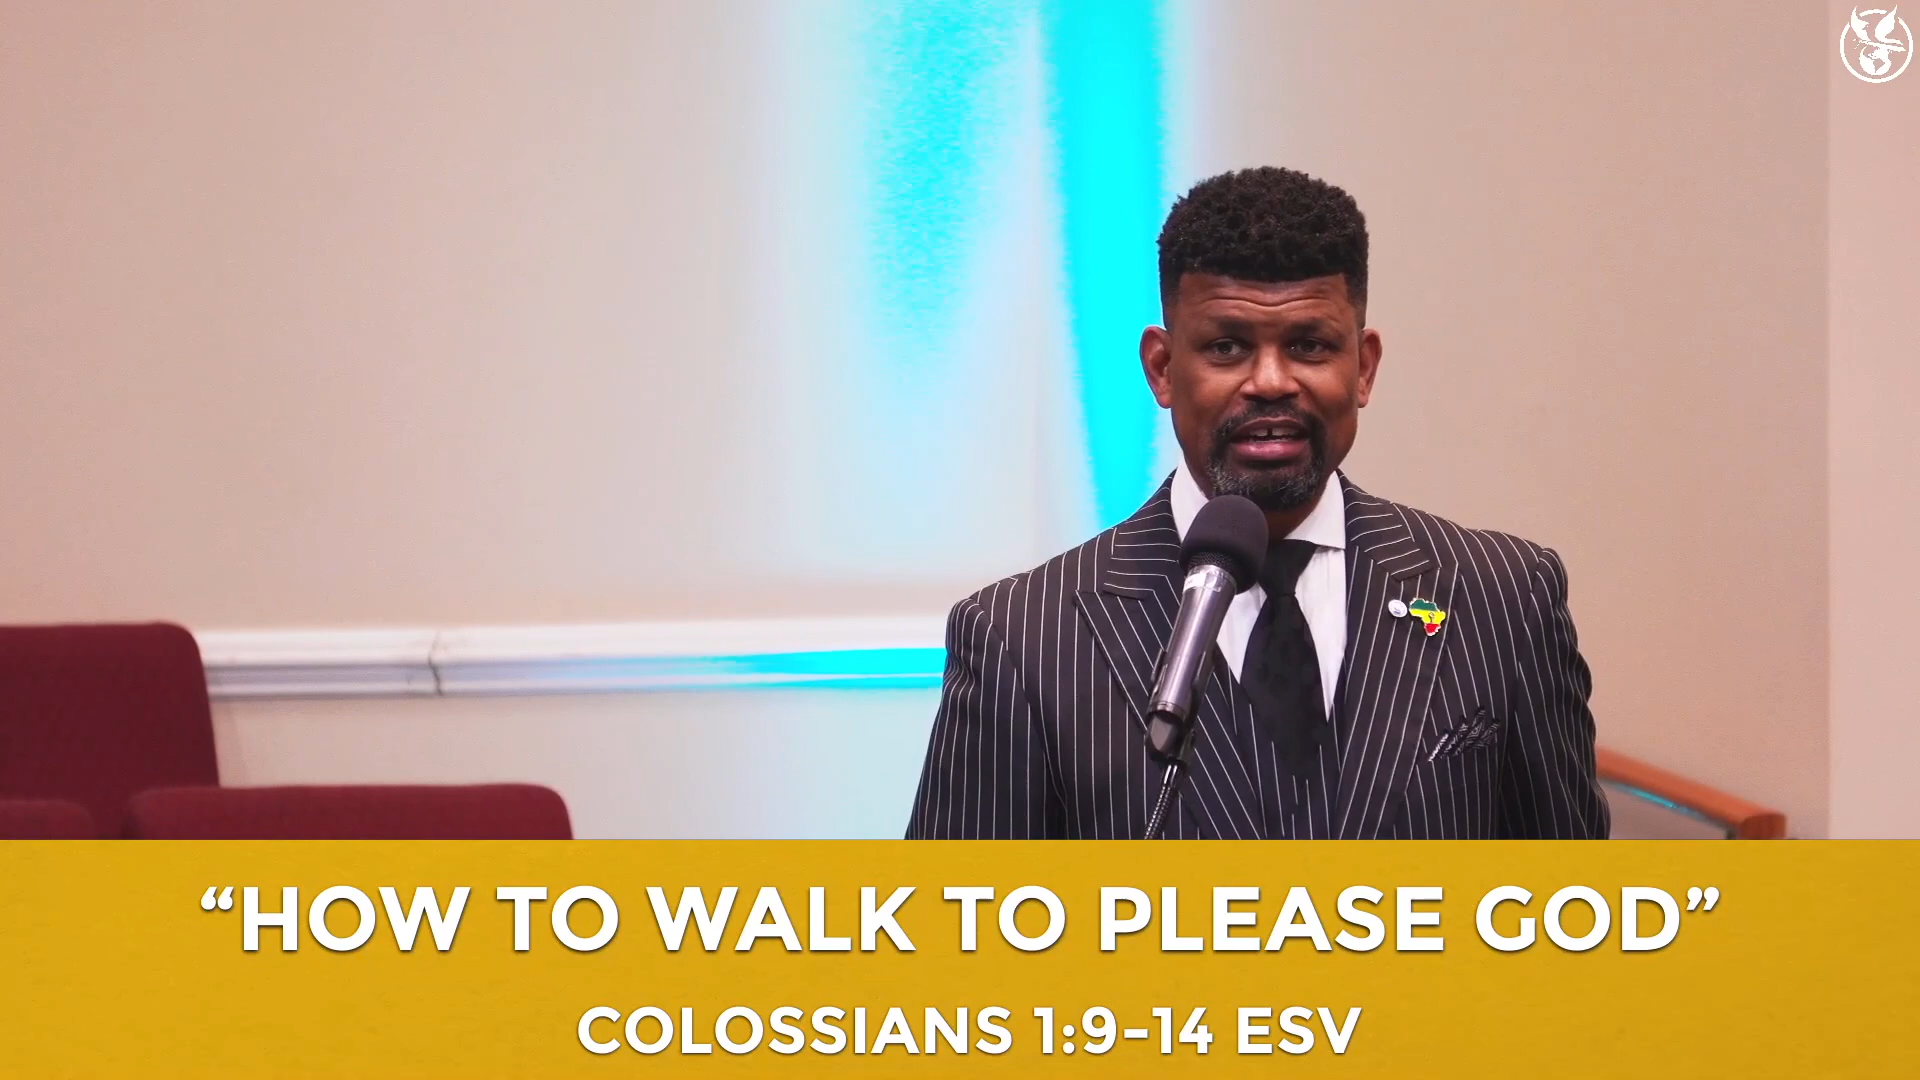 “HOW TO WALK TO PLEASE GOD”
COLOSSIANS 1:9-14 ESV